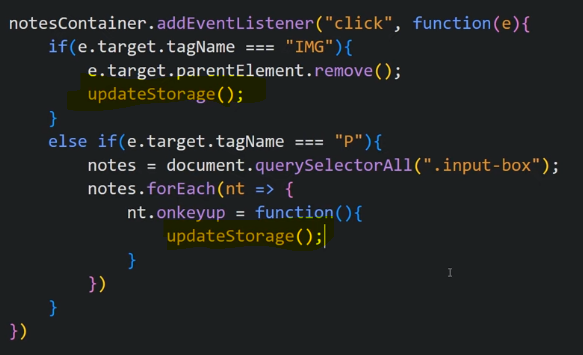 notesContainer.addEventListener("click", function(e){
    if(e.target.tagName === "IMG"){
        e.target.parentElement.remove();
        updateStorage();
    }
    else if(e.target.tagName === "P"){
        notes = document.querySelectorAll(".input-box");
        notes.forEach(nt => {
            nt.onkeyup = function(){
                updateStorage();
            }
        })
    }
})